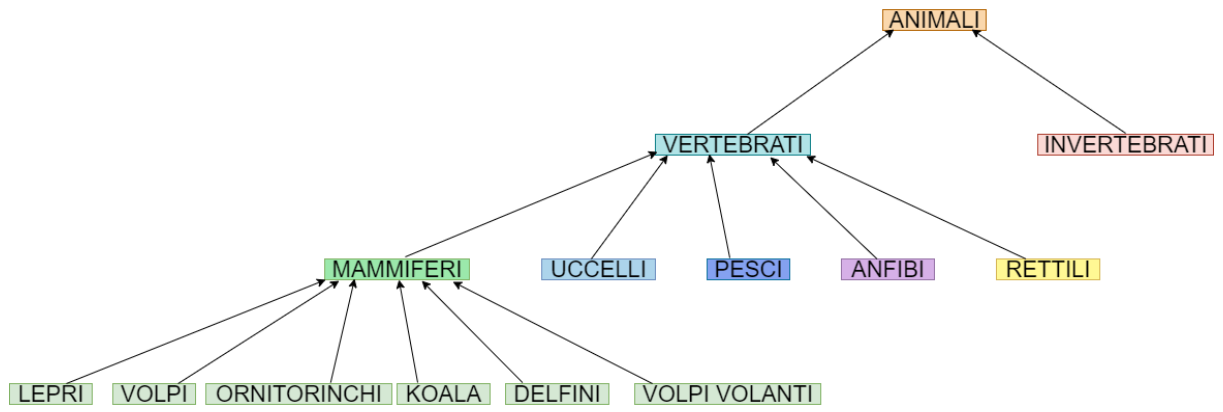 ANIMALI
VERTEBRATI
INVERTEBRATI
MAMMIFERI
UCCELLI
PESCI
ANFIBI
RETTILI
LEPRI
VOLPI
ORNITORINCHI
KOALA
DELFINI
VOLPI VOLANTI